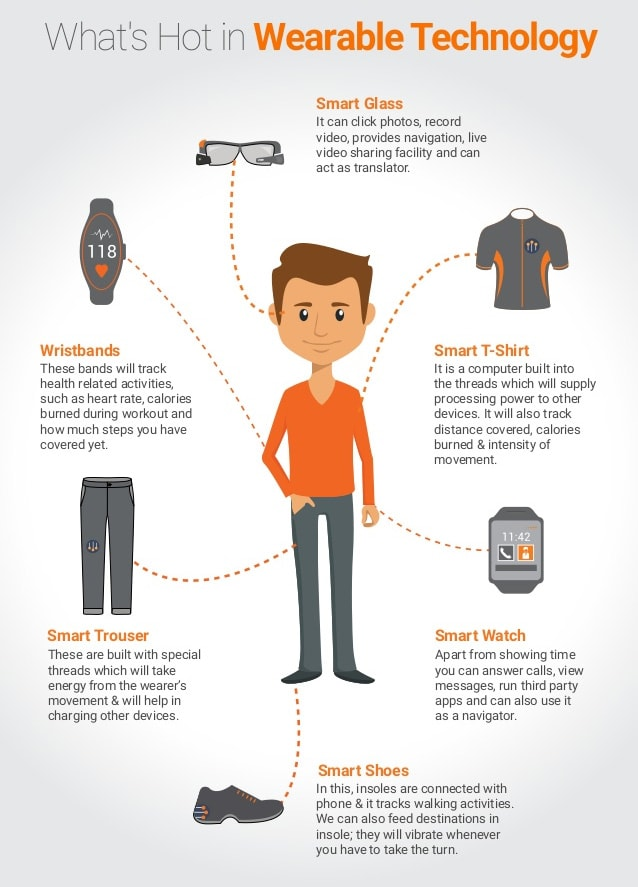 What's Hot in Wearable Technology
Smart Glass
It can click photos, record
video, provides navigation, live
video sharing facility and can
act as translator.
118
Wristbands
These bands will track
health related activities,
such as heart rate, calories
burned during workout and
how much steps you have
covered yet.
Smart T-Shirt
It is a computer built into
the threads which will supply
processing power to other
devices. It will also track
distance covered, calories
burned & intensity of
movement.
11:42
Smart Trouser
These are built with special
threads which will take
energy from the wearer's
movement & will help in
charging other devices.
Smart Watch
Apart from showing time
you can answer calls, view
messages, run third party
apps and can also use it
as a navigator.
Smart Shoes
In this, insoles are connected with
phone & it tracks walking activities.
We can also feed destinations in
insole; they will vibrate whenever
you have to take the turn.